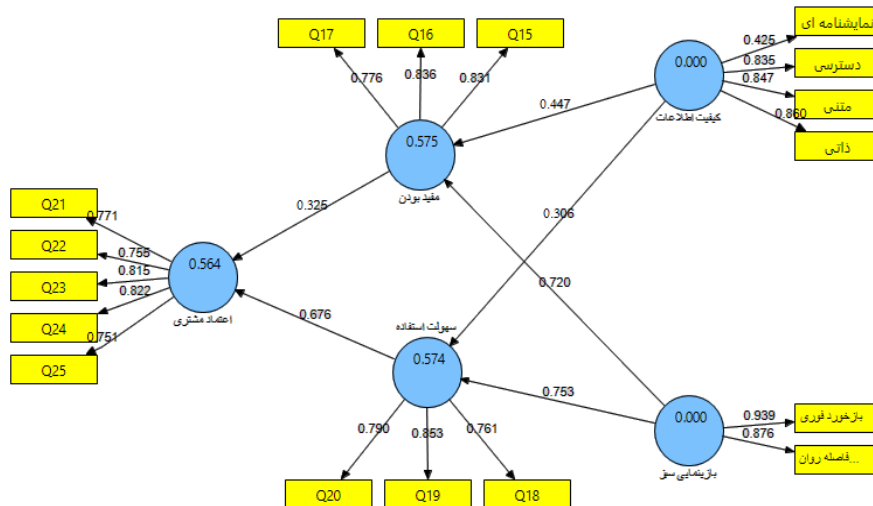 Q17
Q16
Q15
نمایشنامه ای
دسترسی
متنی
ذاتی
0.776
0.836
0.831
0.425
0.835
0.847
0.860
0.000
کیفیت اطلاعات
0.447
0.575
مفید بودن
0.306
0.325
0.720
Q21
Q22
Q23
Q24
Q25
0.771
0.755
0.815
0.822
0.751
0.564
اعتماد مشتری
0.676
سهولت استفاده
0.574
0.753
0.790
0.853
0.761
Q20
Q19
Q18
0.000
بازینمایی سز
0.939
0.876
بازخورد فوری
فاصله روان...